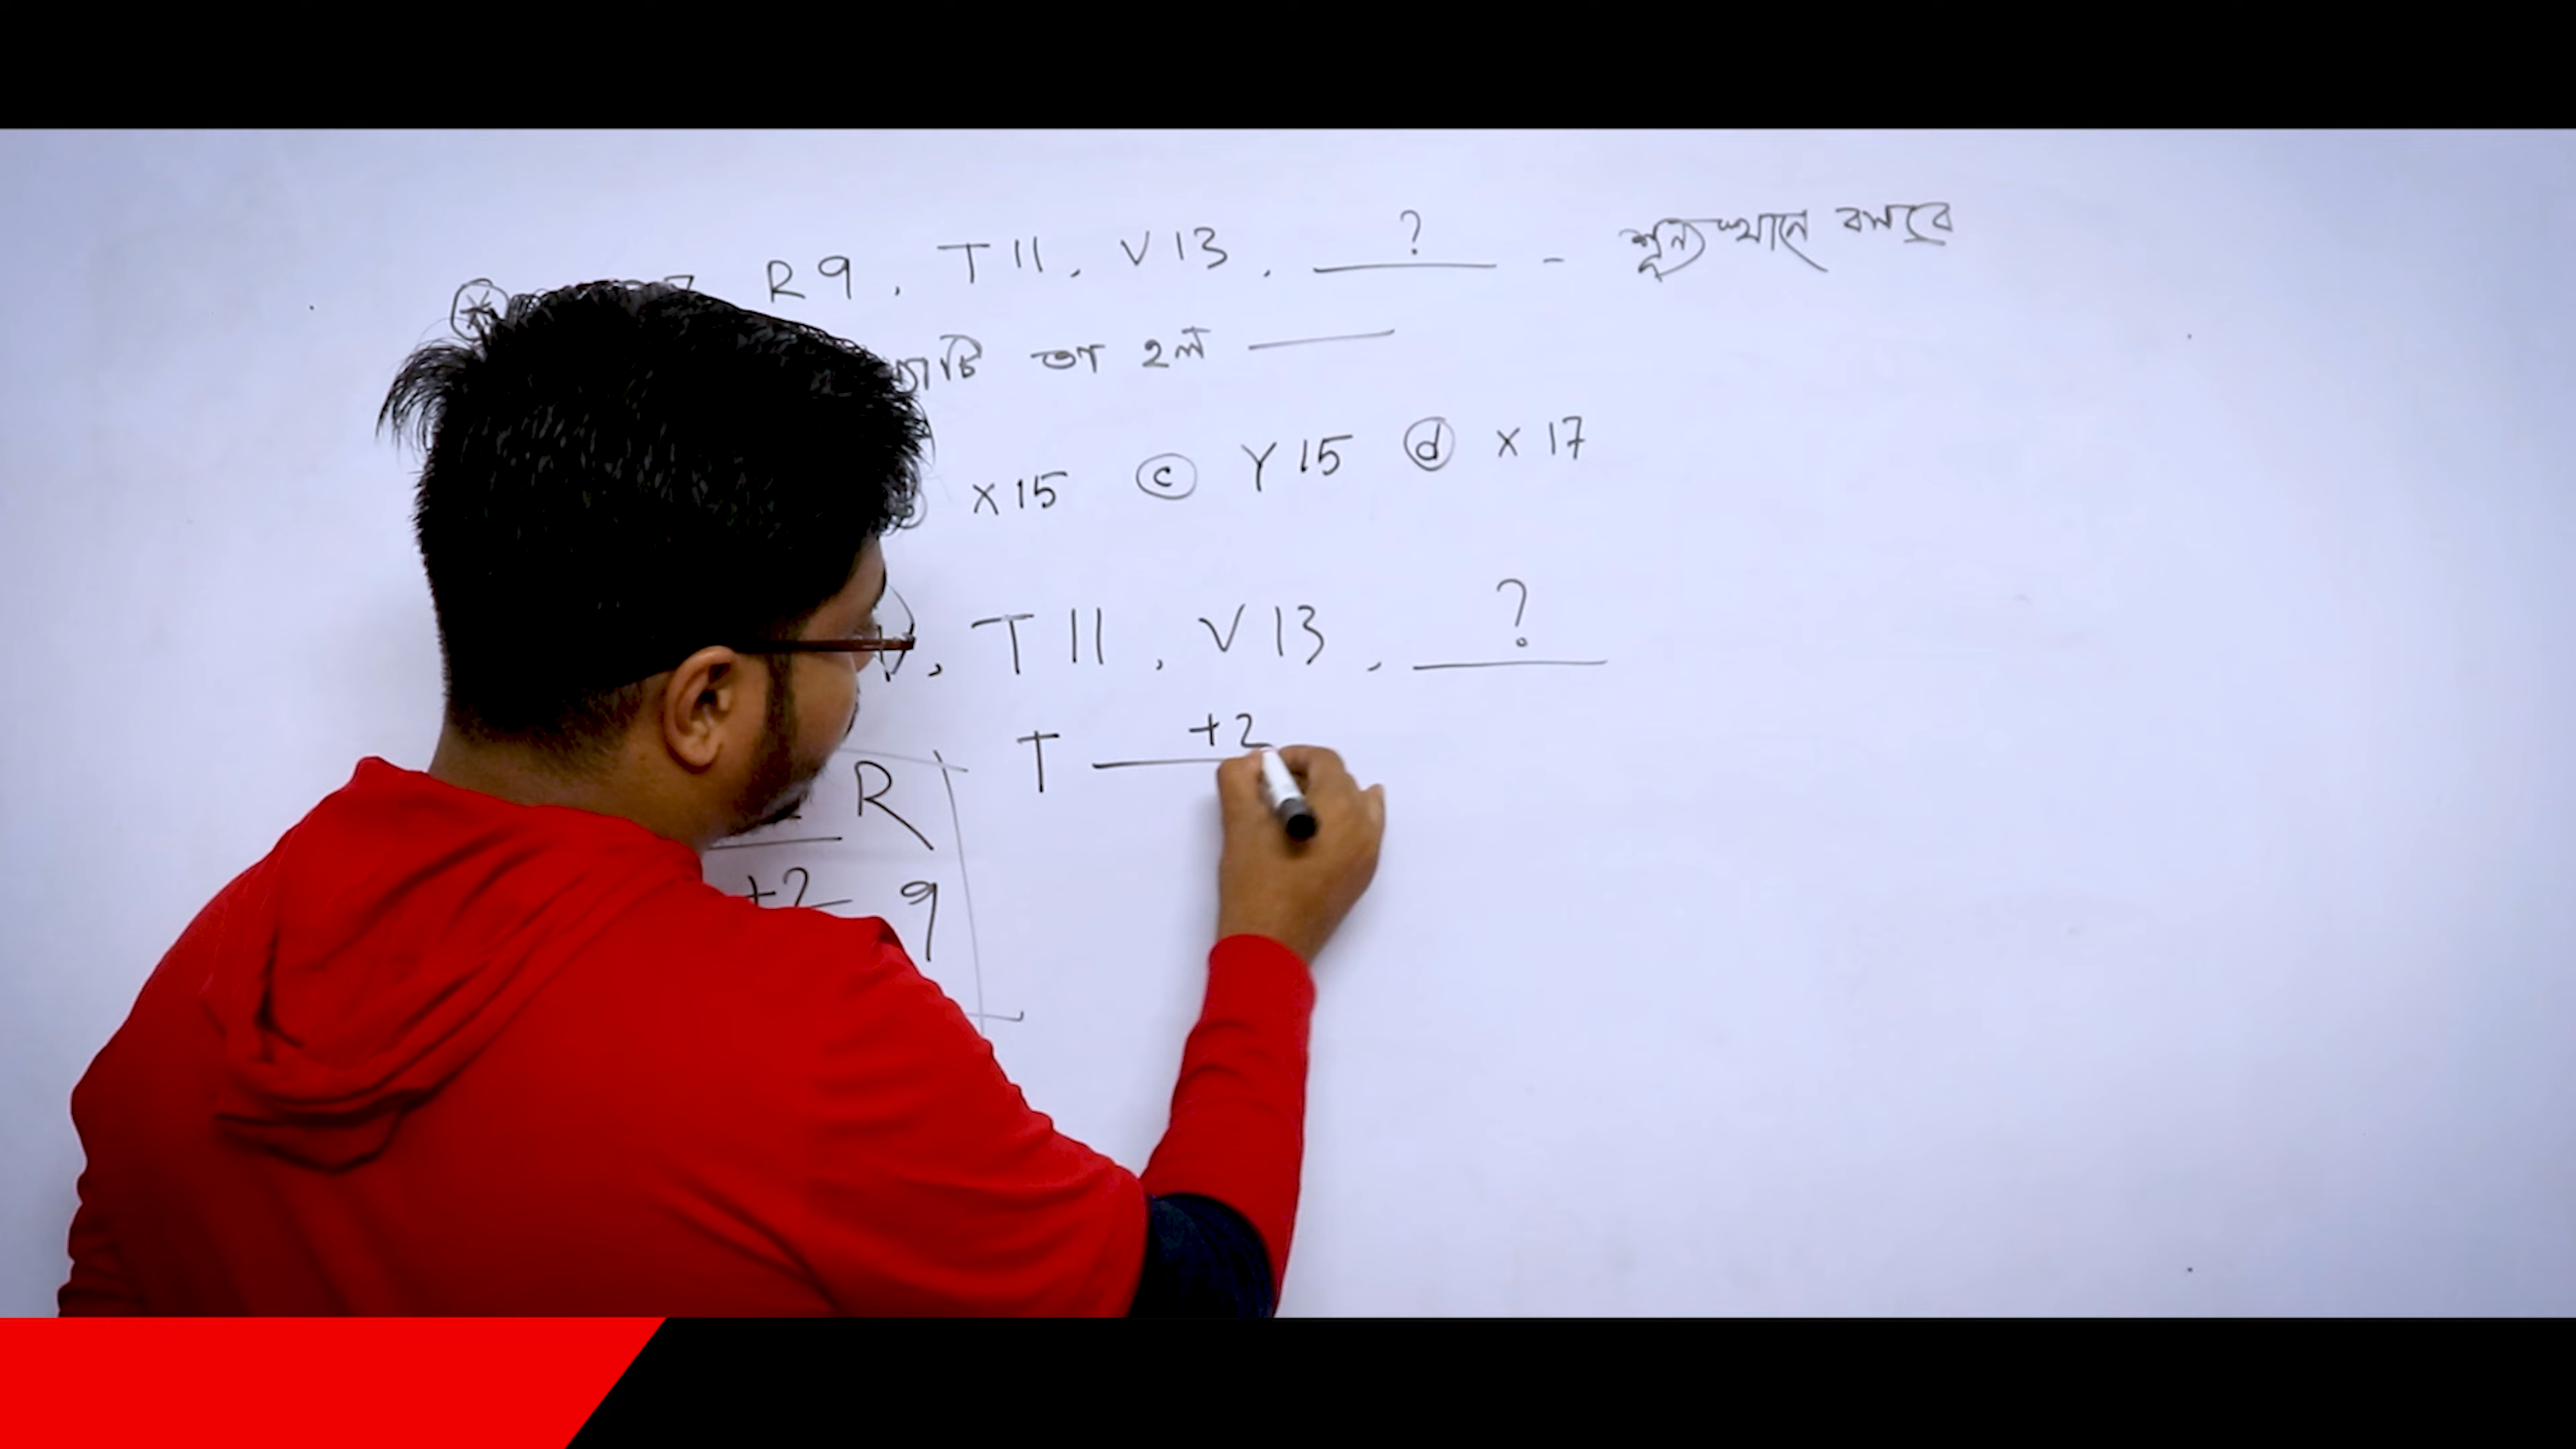 R9, T11, V13, ? - শূন্যস্থানে বসবে
তা হল —
X15 ⓒ Y15 ⓓ X17
, T11, V13, ?
T +2
R
+2 9